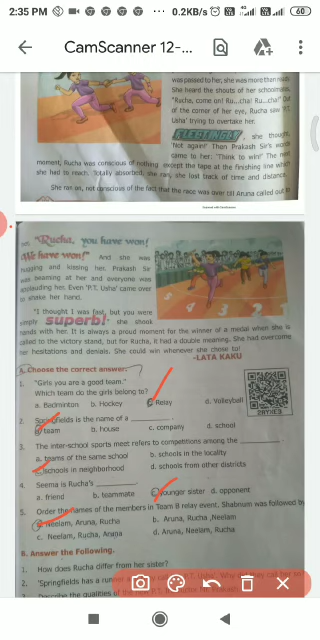 2:35 PM
0.2KB/s
60
CamScanner 12-...
was passed to her; she was more than
She heard the shouts of her schoolmates
"Rucha, come on! Ru...cha! Ru...cha!" Out
of the corner of her eye, Rucha saw 'P.T.
Usha' trying to overtake her.
she thought.
'Not again!' Then Prakash Sir's words
came to her: 'Think to win!' The next
moment, Rucha was conscious of nothing except the tape at the finishing line which
she had to reach. Totally absorbed, she ran, she lost track of time and distance.
She ran on, not conscious of the fact that the race was over till Aruna called out to
"Rucha, you have won!
We have won!" And she was
hugging and kissing her. Prakash Sir
was beaming at her and everyone was
applauding her. Even 'P.T. Usha' came over
to shake her hand.
"I thought I was fast, but you were
simply superb!" she shook
hands with her. It is always a proud moment for the winner of a medal when she is
called to the victory stand, but for Rucha, it had a double meaning. She had overcome
her hesitations and denials. She could win whenever she chose to!
-LATA KAKU
A. Choose the correct answer:
1. "Girls you are a good team."
Which team do the girls belong to?
a. Badminton b. Hockey c. Relay d. Volleyball
2. Springfields is the name of a ________.
a. team b. house c. company d. school
3. The inter-school sports meet refers to competitions among the ________.
a. teams of the same school b. schools in the locality
c. schools in neighborhood d. schools from other districts
4. Seema is Rucha's ________.
a. friend b. teammate c. younger sister d. opponent
5. Order the names of the members in Team B relay event. Shabnum was followed by
a. Neelam, Aruna, Rucha b. Aruna, Rucha, Neelam
c. Neelam, Rucha, Aruna d. Aruna, Neelam, Rucha
B. Answer the Following.
1. How does Rucha differ from her sister?
2. 'Springfields has a runner
3. Describe the qualities of